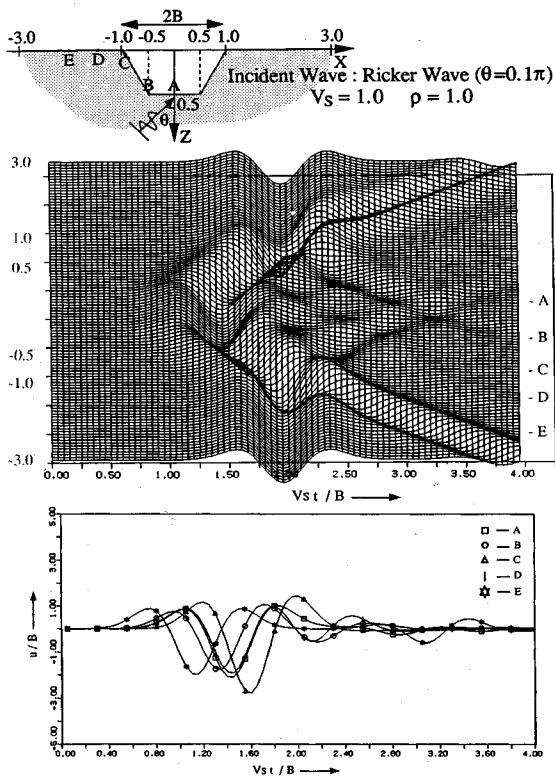 2B
-3.0 -1.0 -0.5 0.5 1.0 3.0
E D C X
B A
Incident Wave : Ricker Wave (θ=0.1π)
0.5
θ
Z
Vs = 1.0 ρ = 1.0
3.0
1.0
0.5
-0.5
-1.0
-3.0
- A
- B
- C
- D
- E
0.00 0.50 1.00 1.50 2.00 2.50 3.00 3.50 4.00
Vs t / B
5.00
3.00
1.00
-1.00
-3.00
-5.00
u / B
— A
— B
— C
— D
— E
0.00 0.40 0.80 1.20 1.60 2.00 2.40 2.80 3.20 3.60 4.00
Vs t / B